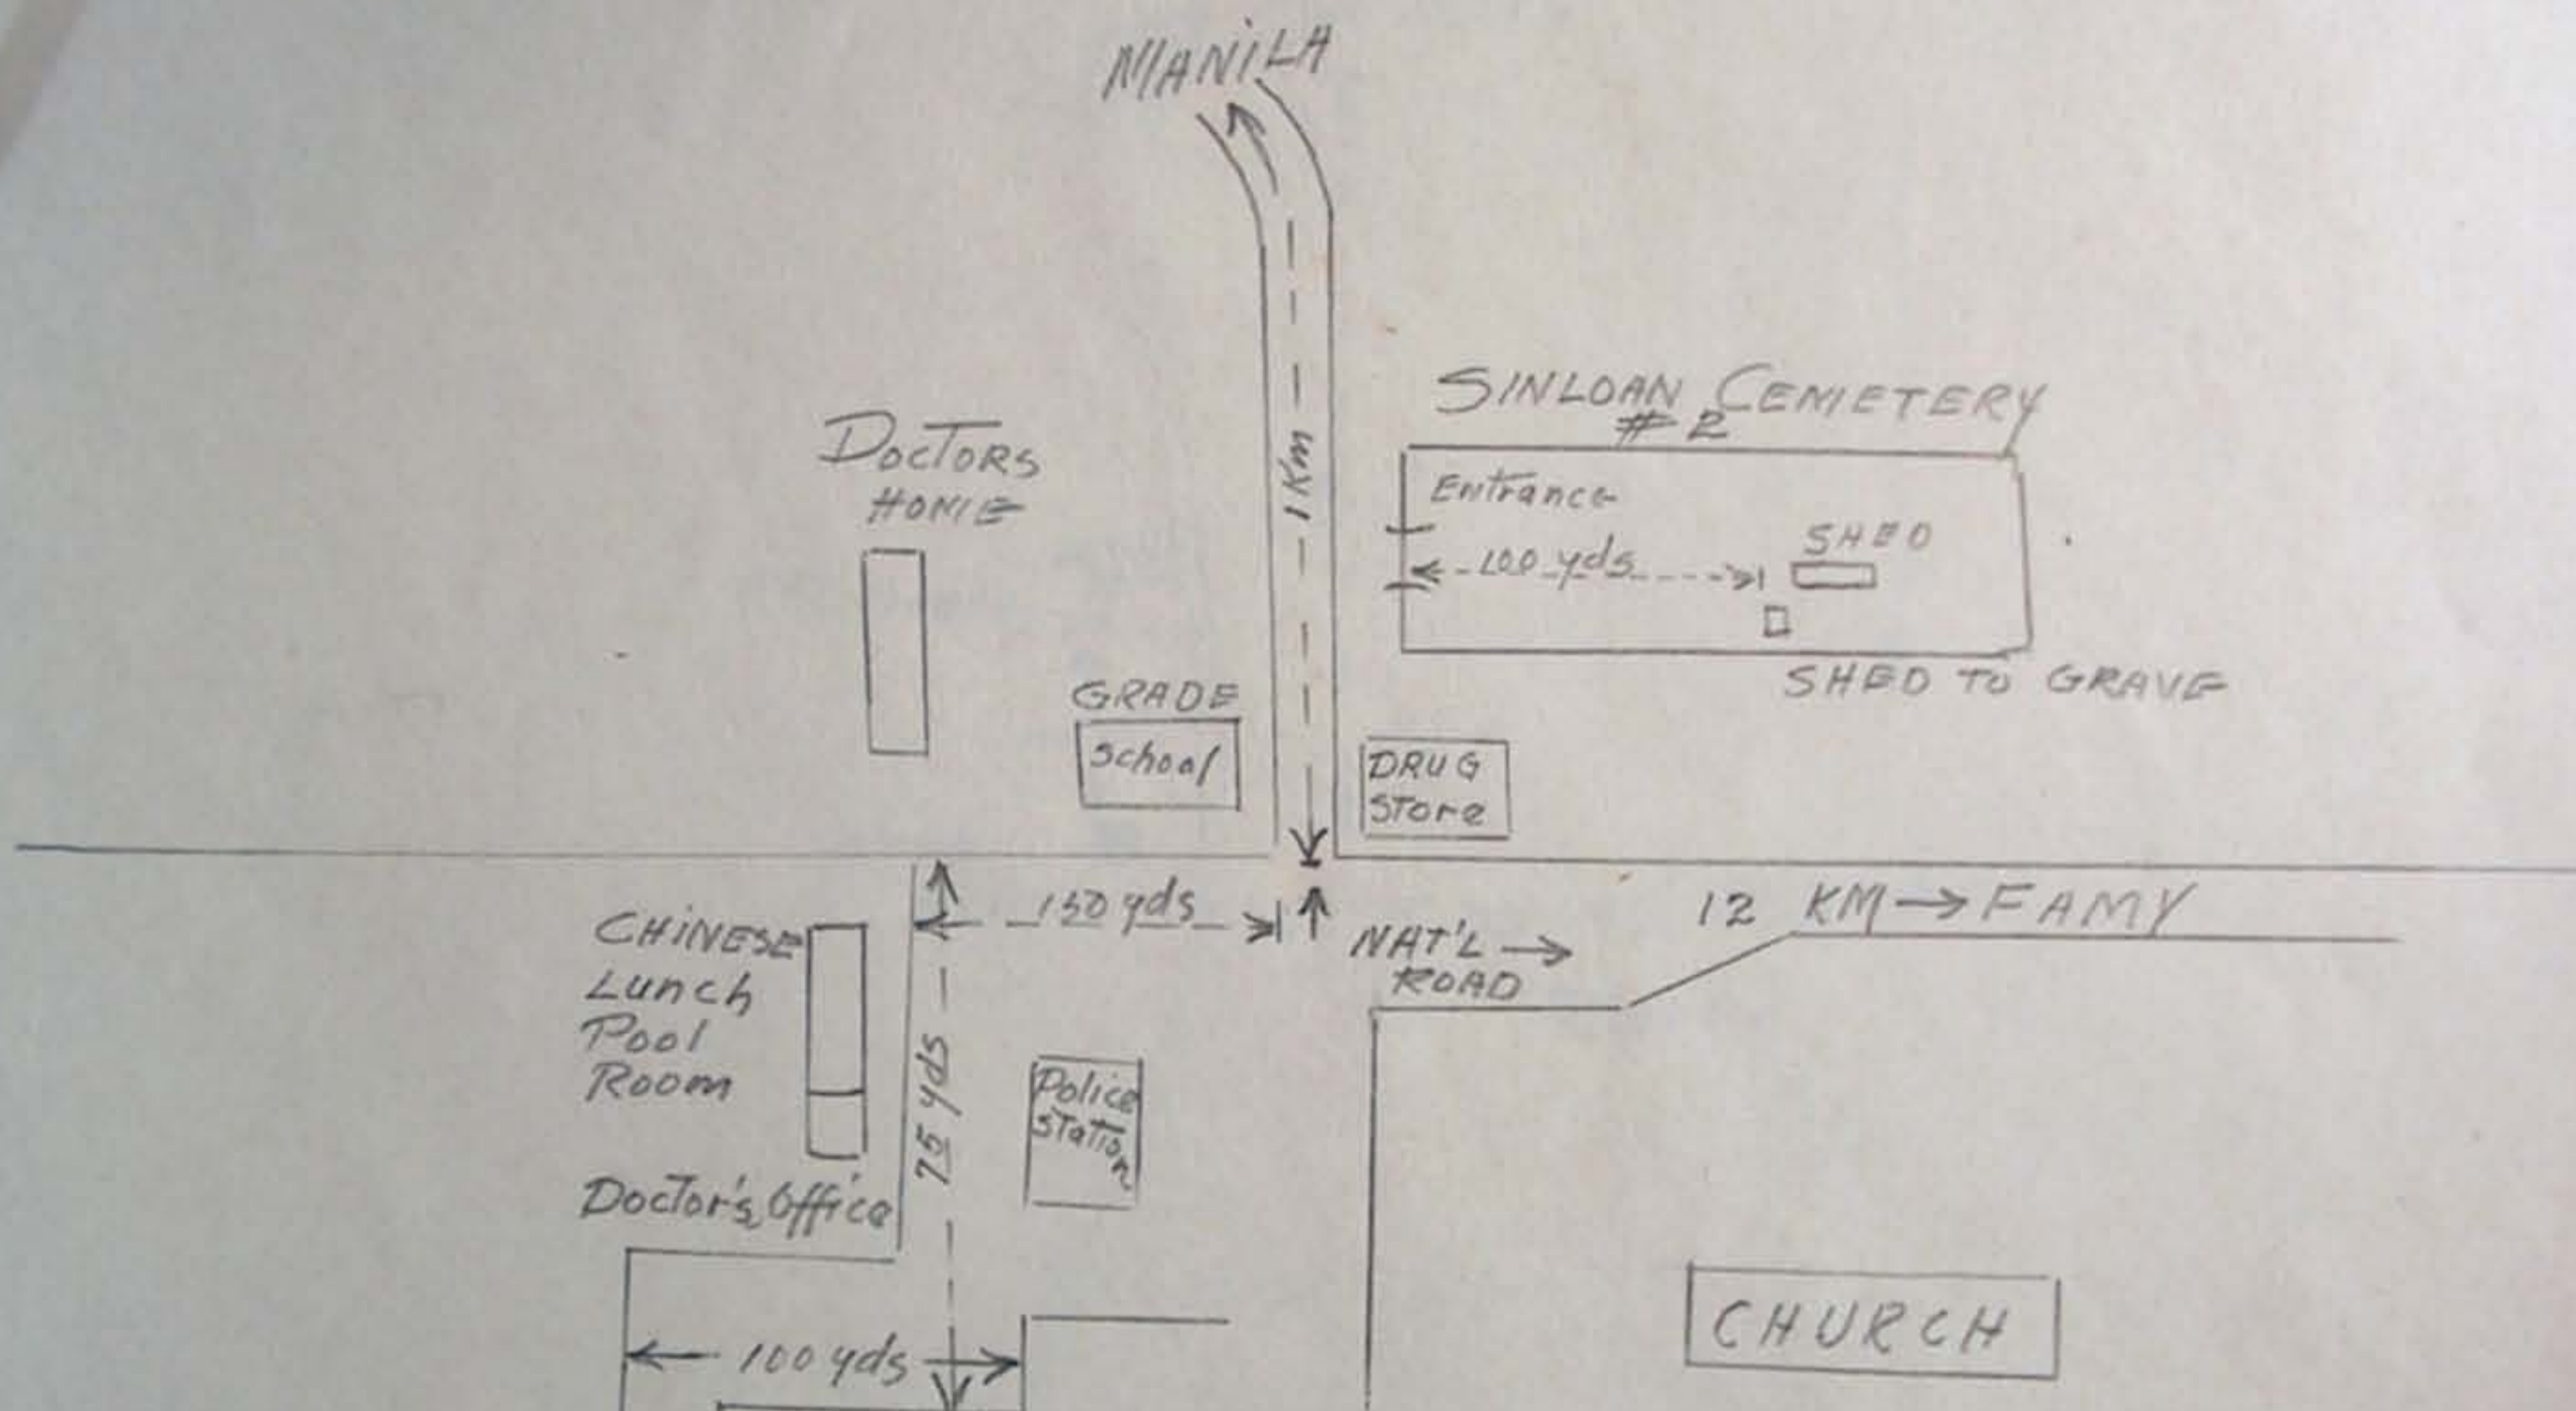 MANILA
SINLOAN CEMETERY
# 2
DOCTORS
HOME
Entrance
1 Km
SHED
100 yds
SHED TO GRAVE
GRADE
School
DRUG
STore
150 yds
12 KM → FAMY
CHINESE
Lunch
Pool
Room
NAT'L →
ROAD
75 yds
Police
STation
Doctor's Office
100 yds
CHURCH